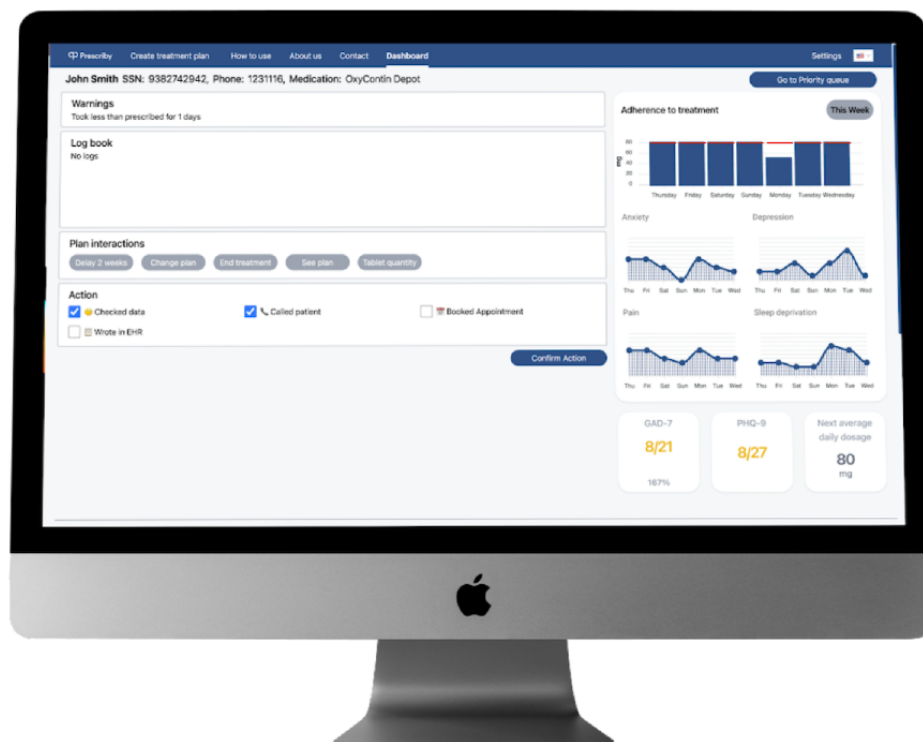 Prescriby Create treatment plan How to use About us Contact Dashboard Settings
John Smith SSN: 9382742942, Phone: 1231116, Medication: OxyContin Depot
Go to Priority queue
Warnings
Took less than prescribed for 1 days
Log book
No logs
Plan interactions
Delay 2 weeks Change plan End treatment See plan Tablet quantity
Action
Checked data Called patient Booked Appointment
Wrote in EHR
Confirm Action
Adherence to treatment This Week
mg
80
60
40
20
0
Thursday Friday Saturday Sunday Monday Tuesday Wednesday
Anxiety Depression
Thu Fri Sat Sun Mon Tue Wed Thu Fri Sat Sun Mon Tue Wed
Pain Sleep deprivation
Thu Fri Sat Sun Mon Tue Wed Thu Fri Sat Sun Mon Tue Wed
GAD-7
8/21
167%
PHQ-9
8/27
Next average
daily dosage
80
mg